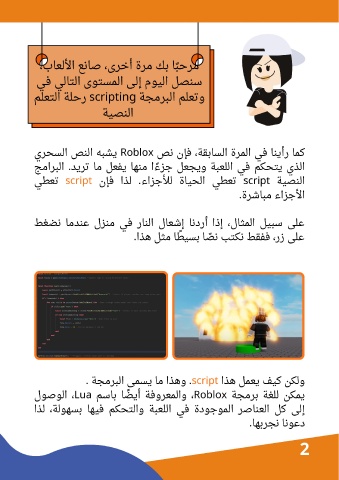 مرحبًا بك مرة أخرى، صانع الألعاب،
سنصل اليوم إلى المستوى التالي في
رحلة التعلم scripting وتعلم البرمجة
النصية
كما رأينا في المرة السابقة، فإن نص Roblox يشبه النص السحري
الذي يتحكم في اللعبة ويجعل جزءًا منها يفعل ما تريد. البرامج
النصية script تعطي الحياة للأجزاء. لذا فإن script تعطي
الأجزاء مباشرة.
على سبيل المثال، إذا أردنا إشعال النار في منزل عندما نضغط
على زر، ففقط نكتب نصًا بسيطًا مثل هذا.
ولكن كيف يعمل هذا script. وهذا ما يسمى البرمجة .
يمكن للغة برمجة Roblox، والمعروفة أيضًا باسم Lua، الوصول
إلى كل العناصر الموجودة في اللعبة والتحكم فيها بسهولة، لذا
دعونا نجربها.
2